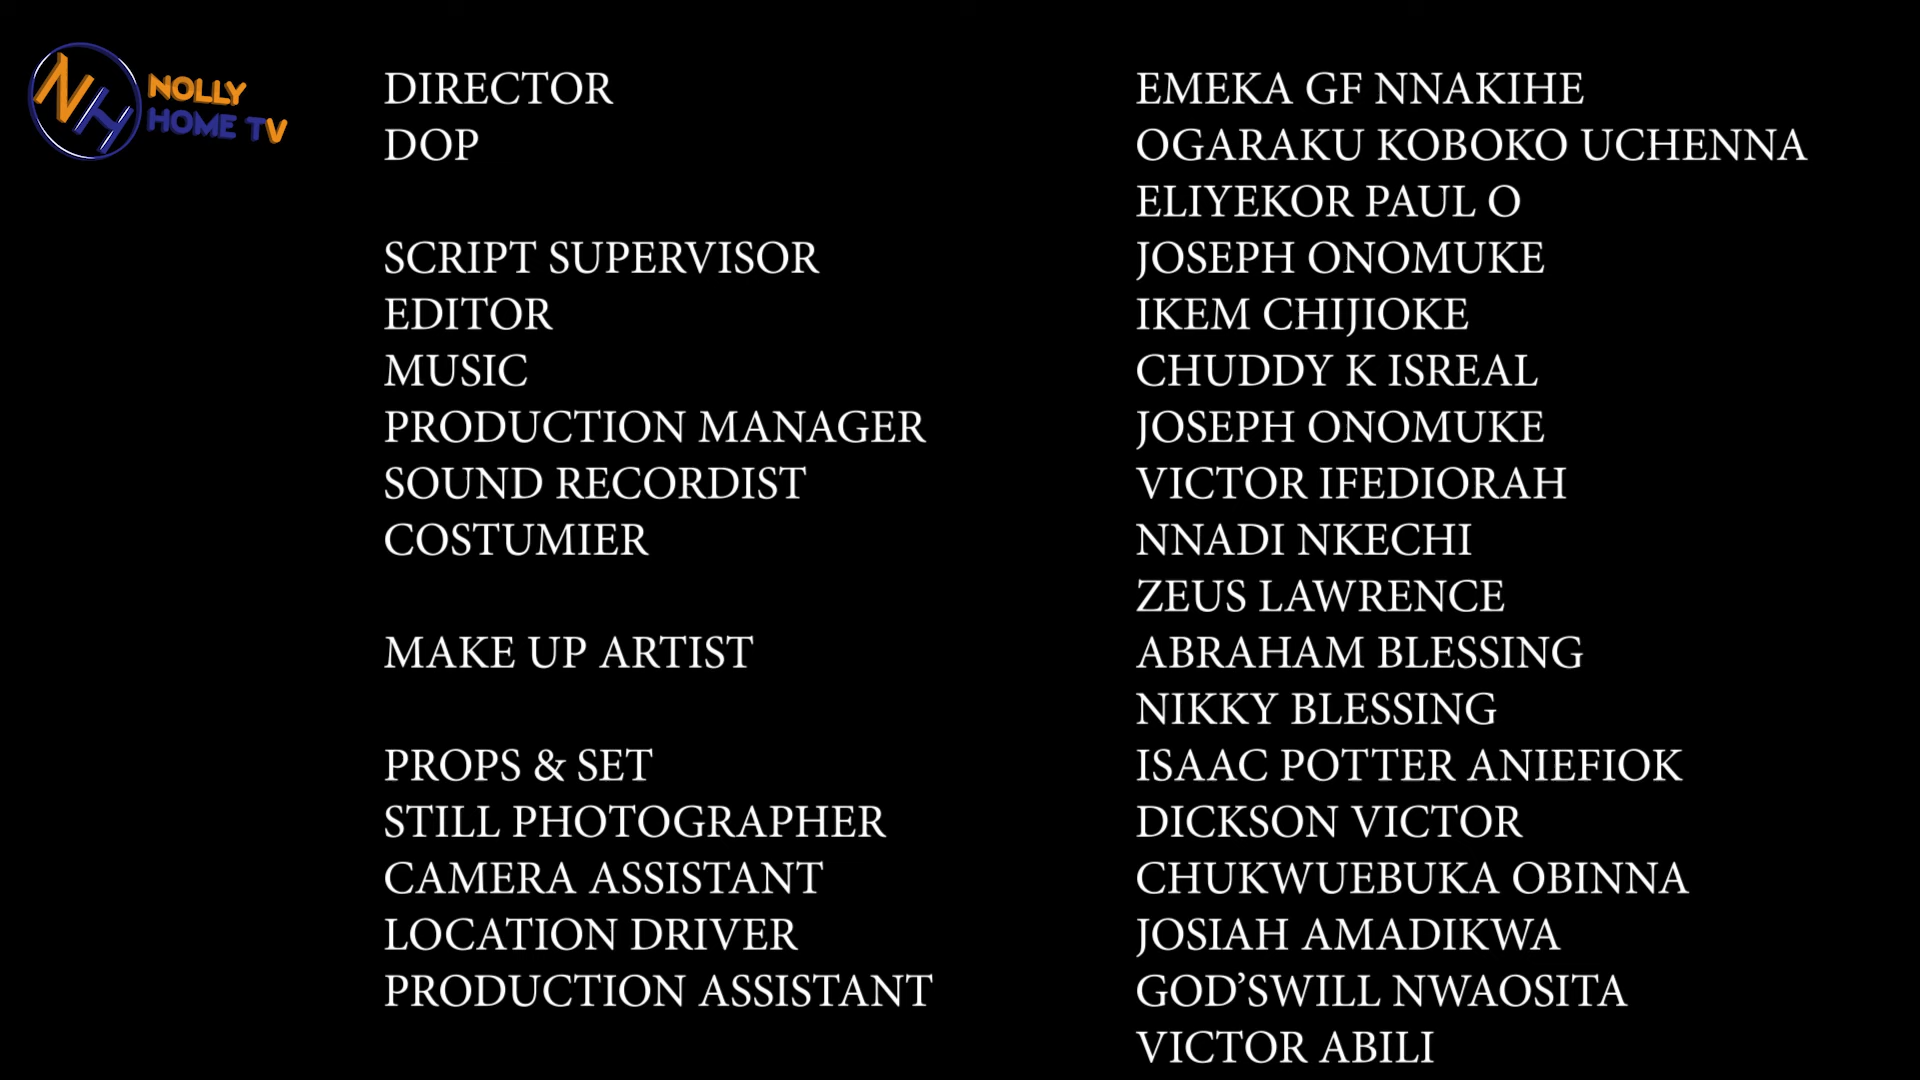 NH
NOLLY
HOME TV
DIRECTOR EMEKA GF NNAKIHE
DOP OGARAKU KOBOKO UCHENNA
ELIYEKOR PAUL O
SCRIPT SUPERVISOR JOSEPH ONOMUKE
EDITOR IKEM CHIJIOKE
MUSIC CHUDDY K ISREAL
PRODUCTION MANAGER JOSEPH ONOMUKE
SOUND RECORDIST VICTOR IFEDIORAH
COSTUMIER NNADI NKECHI
ZEUS LAWRENCE
MAKE UP ARTIST ABRAHAM BLESSING
NIKKY BLESSING
PROPS & SET ISAAC POTTER ANIEFIOK
STILL PHOTOGRAPHER DICKSON VICTOR
CAMERA ASSISTANT CHUKWUEBUKA OBINNA
LOCATION DRIVER JOSIAH AMADIKWA
PRODUCTION ASSISTANT GOD’SWILL NWAOSITA
VICTOR ABILI